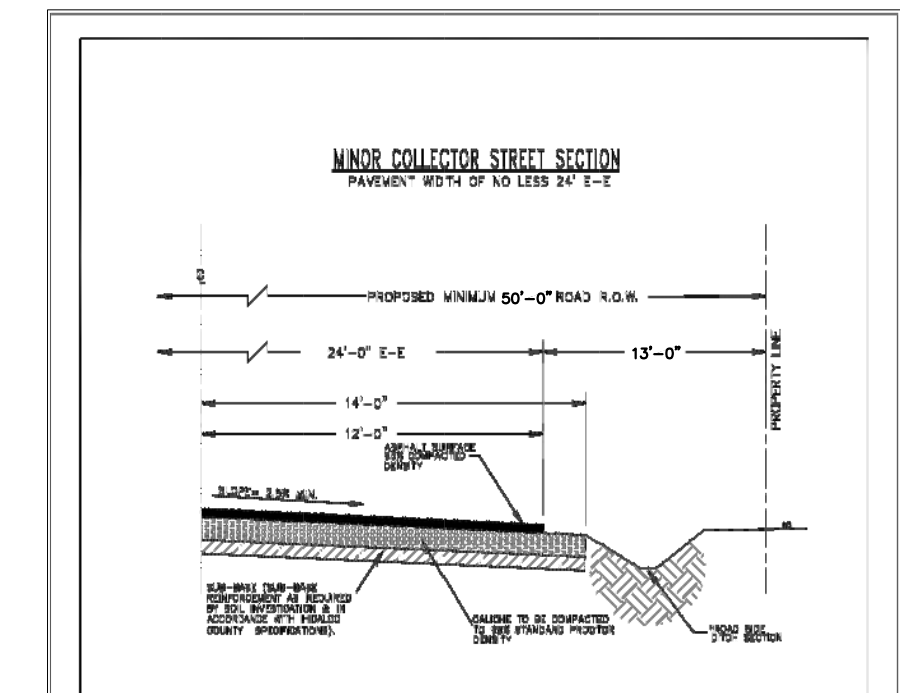 MINOR COLLECTOR STREET SECTION
PAVEMENT WIDTH OF NO LESS 24' E-E
PROPOSED MINIMUM 50'-0" ROAD R.O.W.
24'-0" E-E
13'-0"
PROPERTY LINE
14'-0"
12'-0"
ASPHALT SURFACE
COMPACTED
DENSITY
SLOPE= MIN.
SUB-BASE (SUB-BASE
REINFORCEMENT AS REQUIRED
BY SOIL INVESTIGATION & IN
ACCORDANCE WITH HIDALGO
COUNTY SPECIFICATIONS).
CALICHE TO BE COMPACTED
TO STANDARD PROCTOR
DENSITY
ROAD SIDE
DITCH SECTION